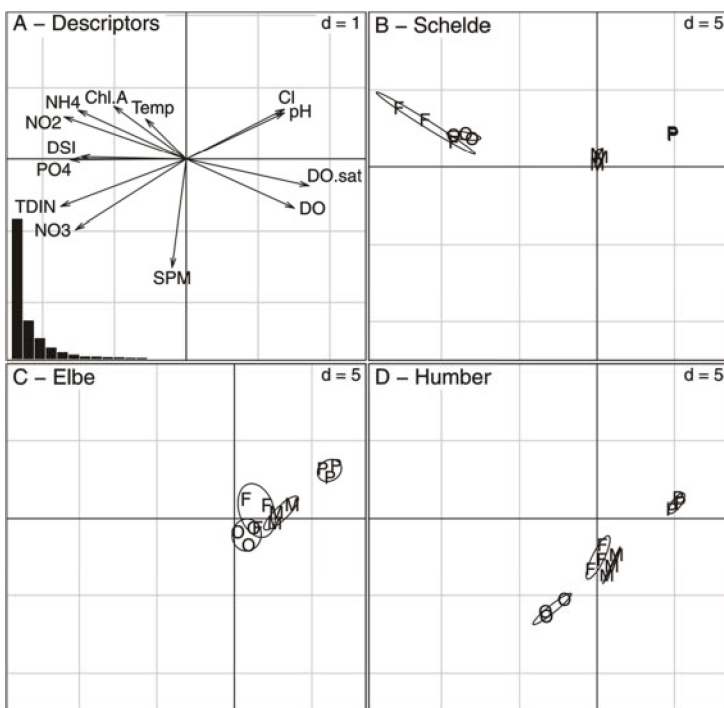 A – Descriptors
d = 1
NH4
Chl.A
Temp
NO2
Cl
pH
DSI
PO4
DO.sat
TDIN
DO
NO3
SPM
B – Schelde
d = 5
F
F
F
O
O
O
M
M
M
P
P
C – Elbe
d = 5
P
P
P
F
F
F
M
M
M
O
O
O
D – Humber
d = 5
P
P
P
F
F
F
M
M
M
O
O
O